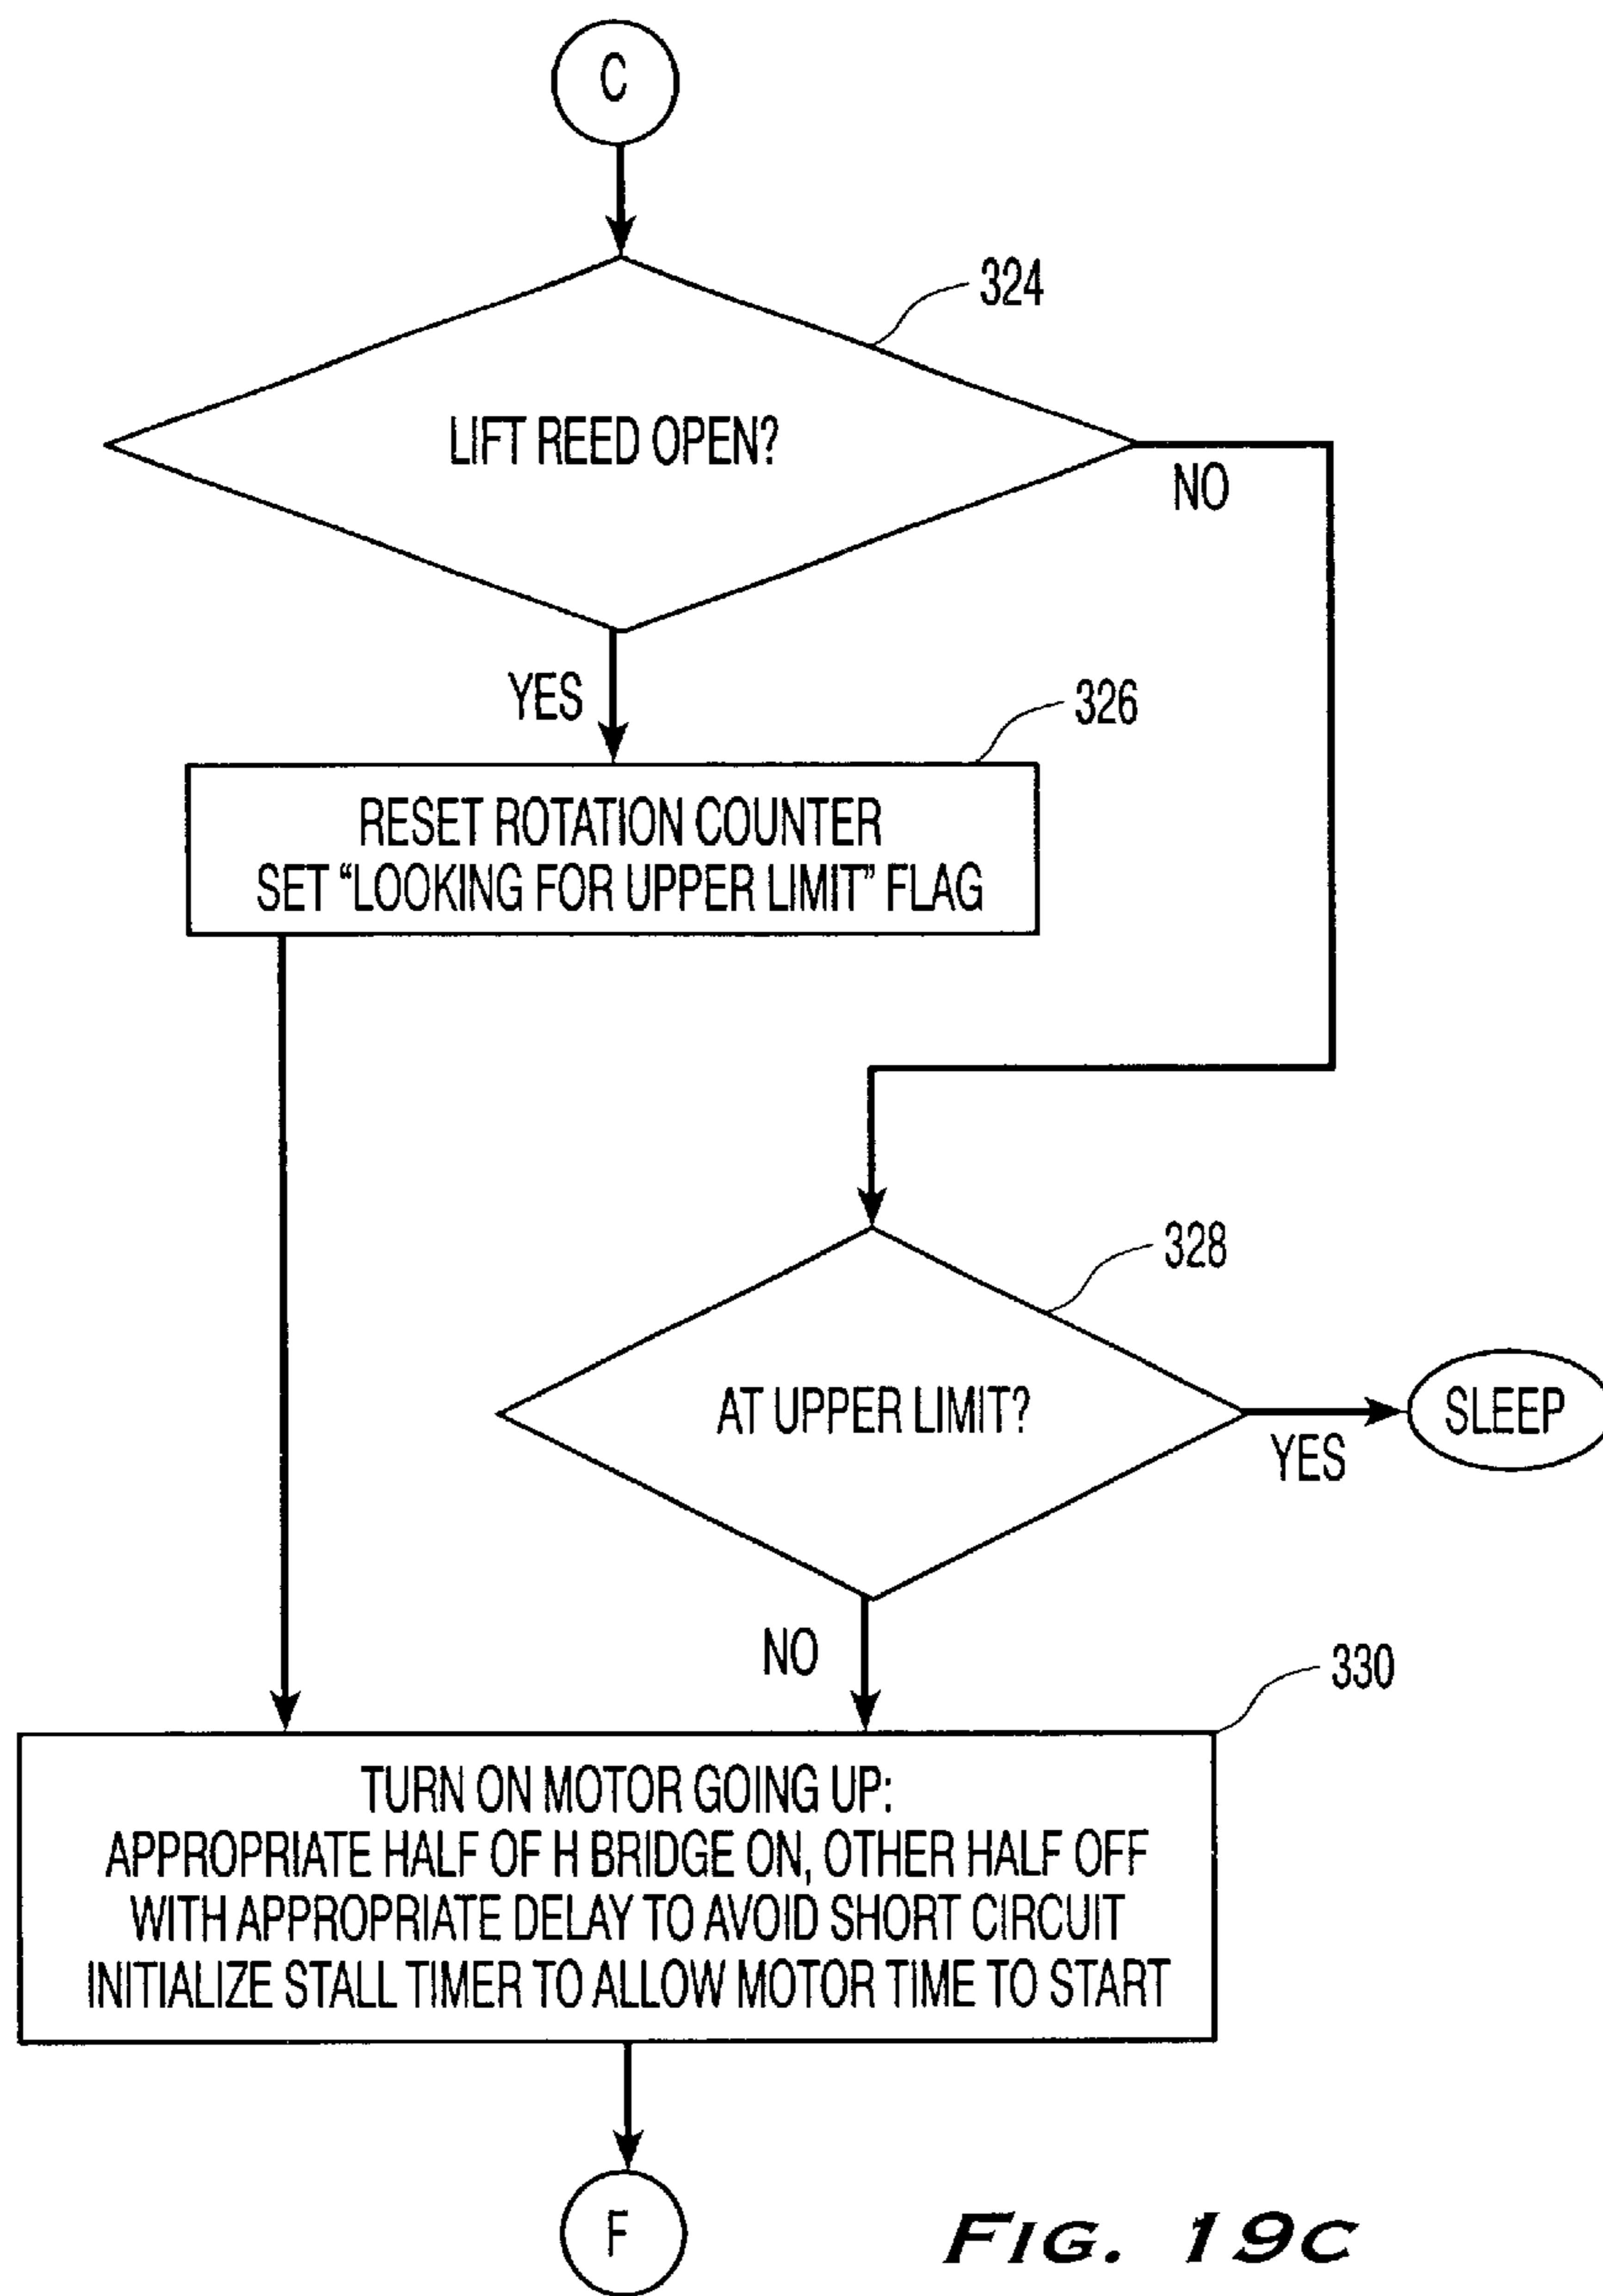 C
324
LIFT REED OPEN?
NO
YES
326
RESET ROTATION COUNTER
SET “LOOKING FOR UPPER LIMIT” FLAG
328
AT UPPER LIMIT?
SLEEP
YES
NO
330
TURN ON MOTOR GOING UP:
APPROPRIATE HALF OF H BRIDGE ON, OTHER HALF OFF
WITH APPROPRIATE DELAY TO AVOID SHORT CIRCUIT
INITIALIZE STALL TIMER TO ALLOW MOTOR TIME TO START
F
FIG. 19C